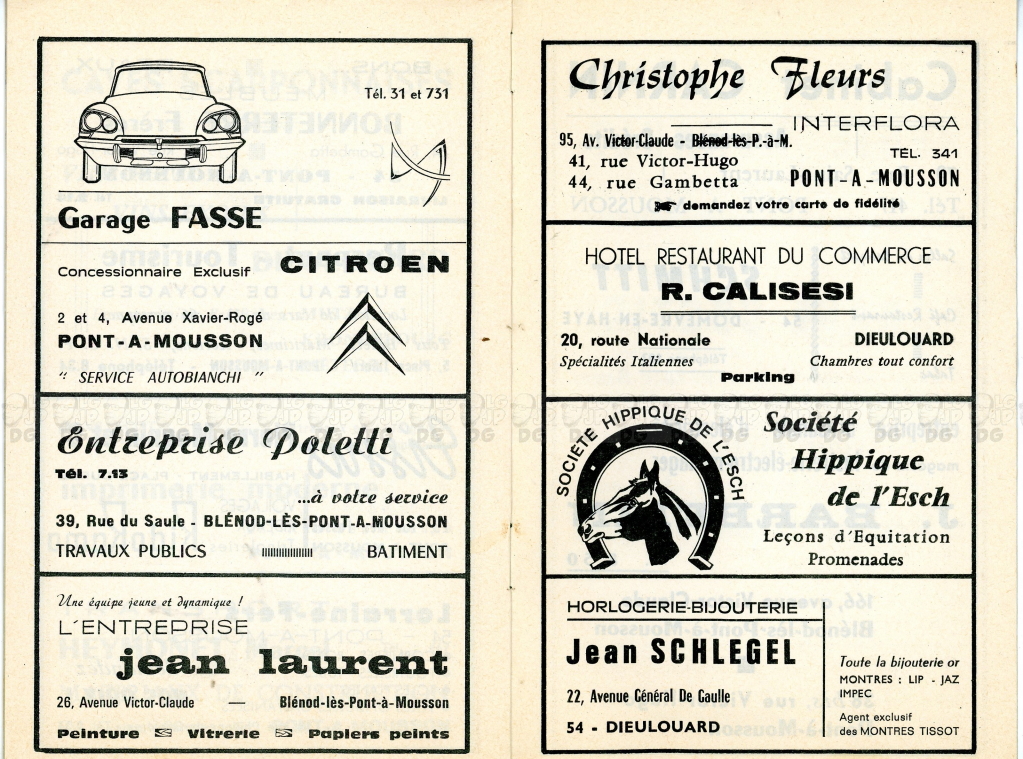 Tél. 31 et 731
Garage FASSE
Concessionnaire Exclusif CITROEN
2 et 4, Avenue Xavier-Rogé
PONT-A-MOUSSON
" SERVICE AUTOBIANCHI "
Entreprise Poletti
Tél. 7.13
...à votre service
39, Rue du Saule - BLÉNOD-LÈS-PONT-A-MOUSSON
TRAVAUX PUBLICS BATIMENT
Une équipe jeune et dynamique !
L'ENTREPRISE
jean laurent
26, Avenue Victor-Claude — Blénod-lès-Pont-à-Mousson
Peinture Vitrerie Papiers peints
Christophe Fleurs
INTERFLORA
95, Av. Victor-Claude - Blénod-lès-P.-à-M.
TEL. 341
41, rue Victor-Hugo
44, rue Gambetta PONT-A-MOUSSON
demandez votre carte de fidélité
HOTEL RESTAURANT DU COMMERCE
R. CALISESI
20, route Nationale DIEULOUARD
Spécialités Italiennes Chambres tout confort
Parking
SOCIÉTÉ HIPPIQUE DE L'ESCH
Société
Hippique
de l'Esch
Leçons d'Equitation
Promenades
HORLOGERIE-BIJOUTERIE
Jean SCHLEGEL
22, Avenue Général De Gaulle
54 - DIEULOUARD
Toute la bijouterie or
MONTRES : LIP - JAZ
IMPEC
Agent exclusif
des MONTRES TISSOT